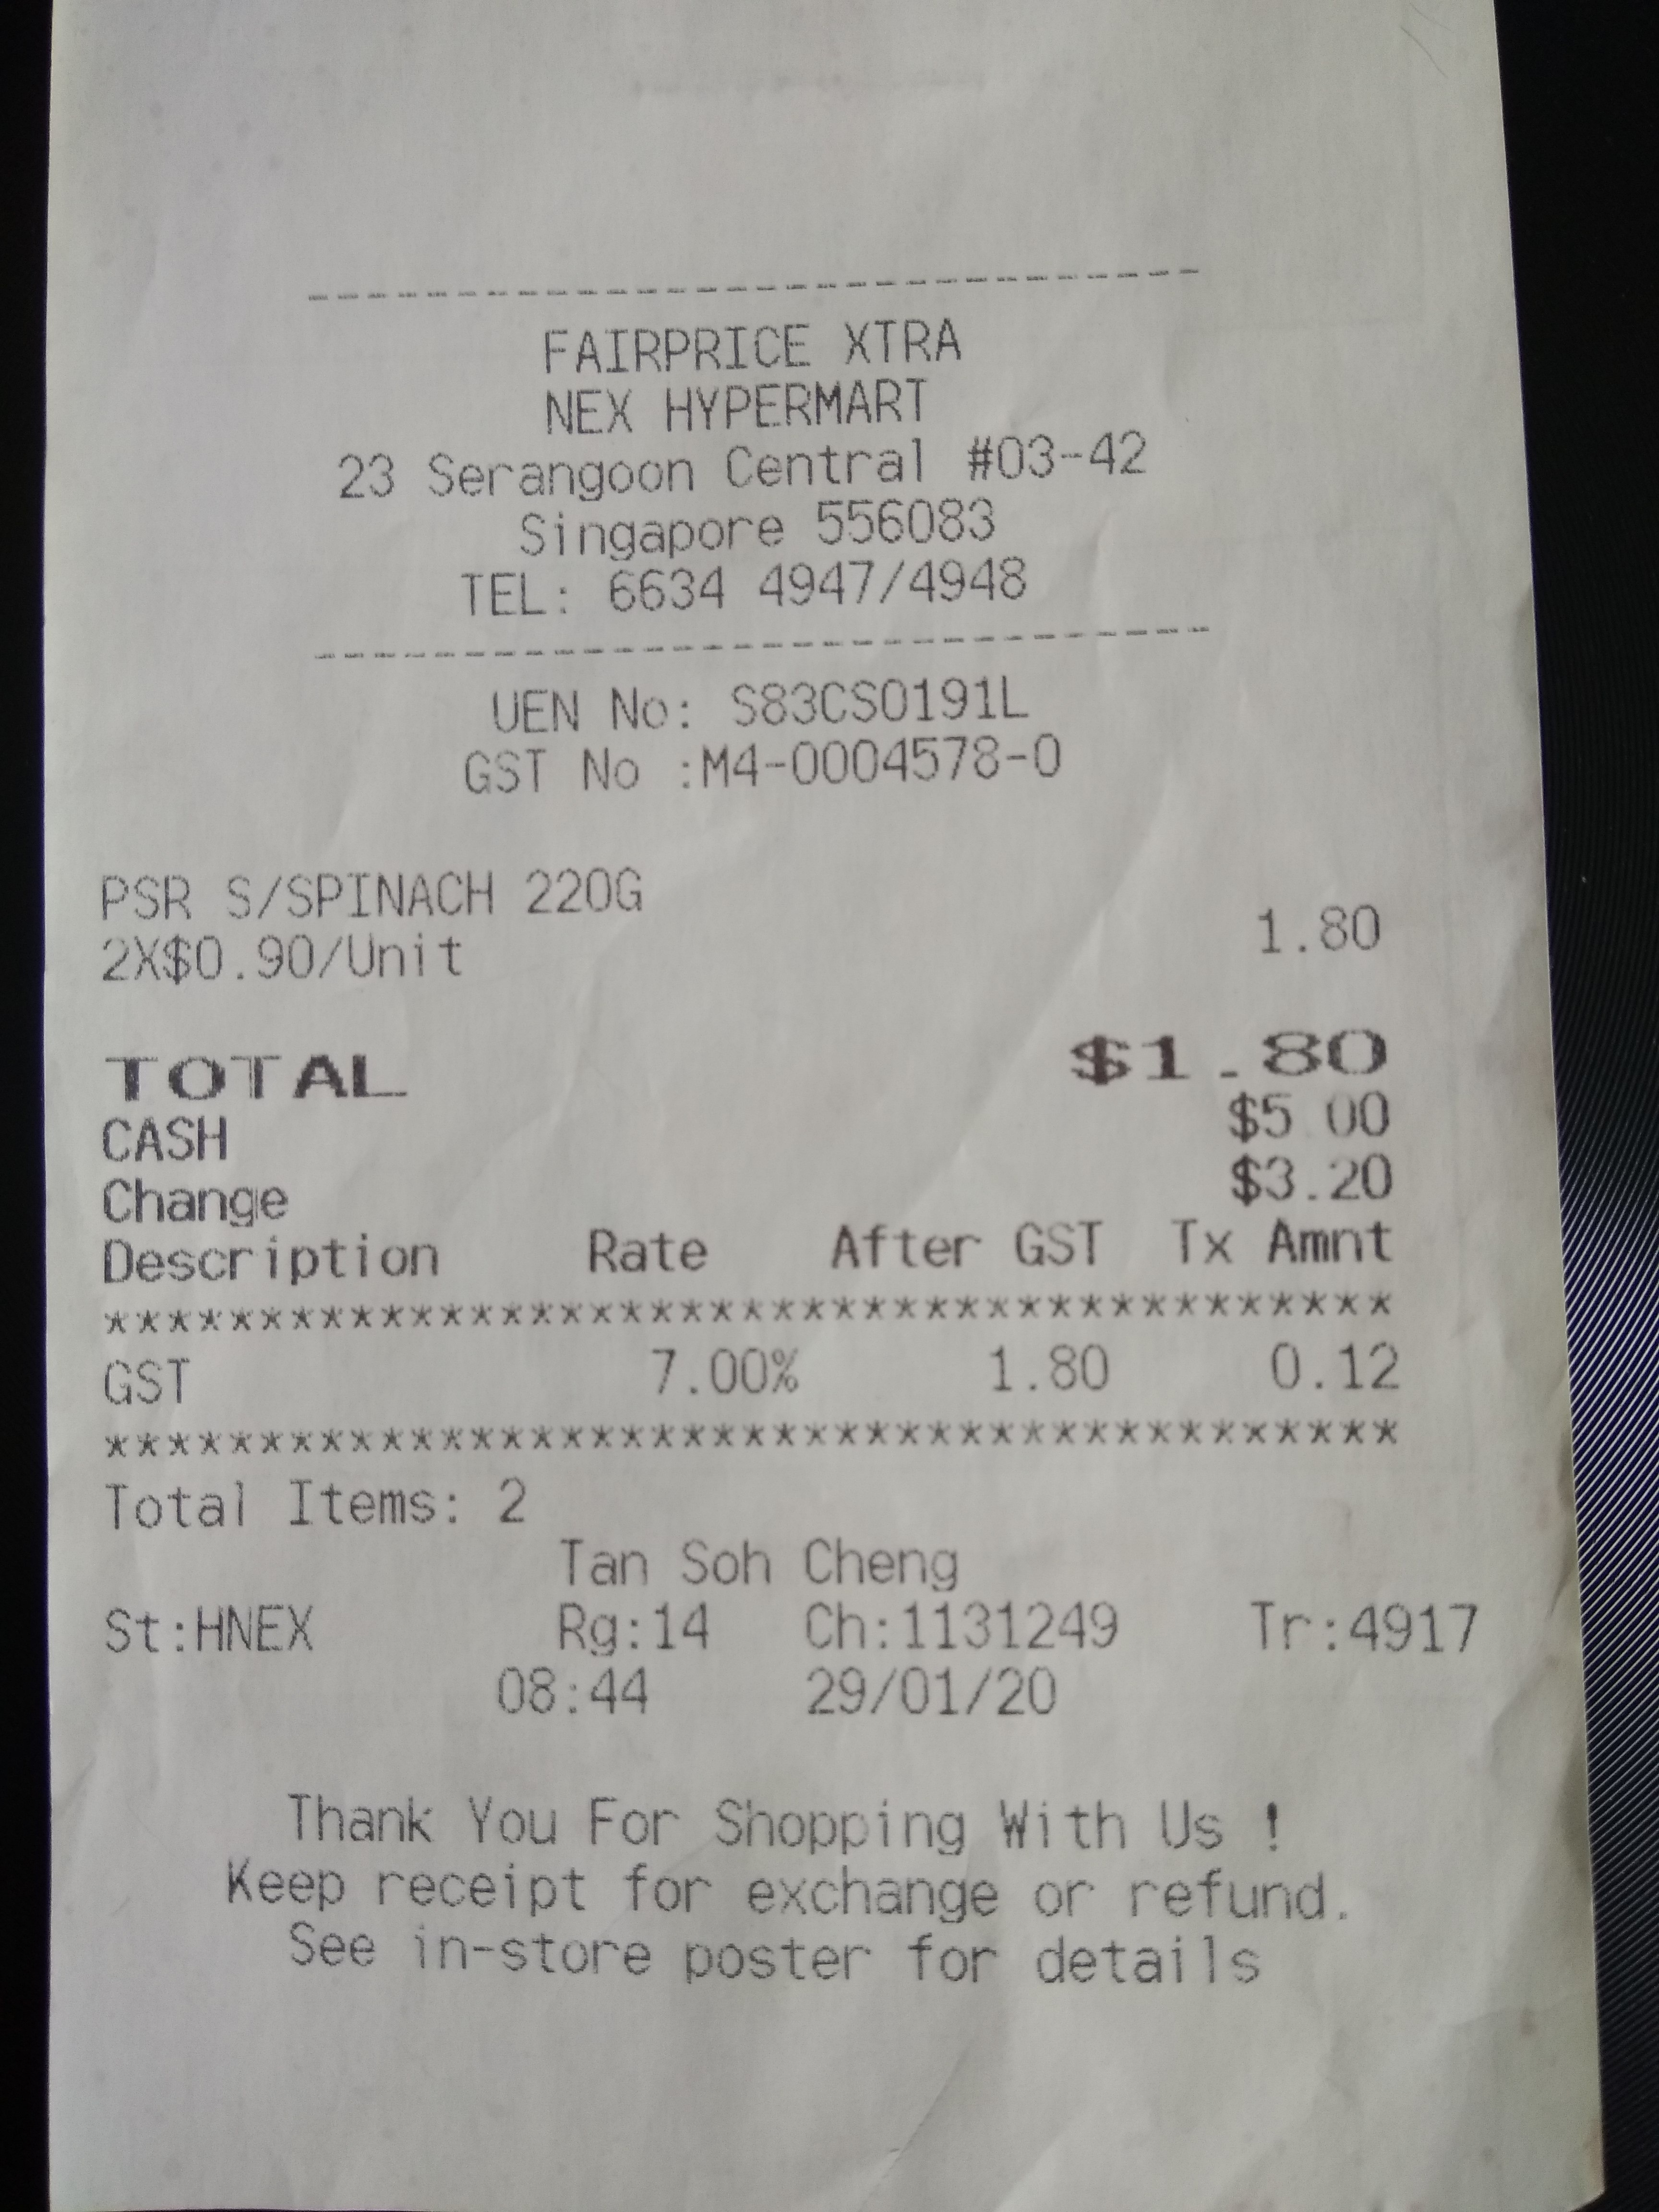 --------------------------------
FAIRPRICE XTRA
NEX HYPERMART
23 Serangoon Central #03-42
Singapore 556083
TEL: 6634 4947/4948
--------------------------------
UEN No: S83CS0191L
GST No :M4-0004578-0
PSR S/SPINACH 220G
2X$0.90/Unit 1.80
TOTAL $1.80
CASH $5.00
Change $3.20
Description Rate After GST Tx Amnt
******************************************
GST 7.00% 1.80 0.12
******************************************
Total Items: 2
Tan Soh Cheng
St:HNEX Rg:14 Ch:1131249 Tr:4917
08:44 29/01/20
Thank You For Shopping With Us !
Keep receipt for exchange or refund.
See in-store poster for details